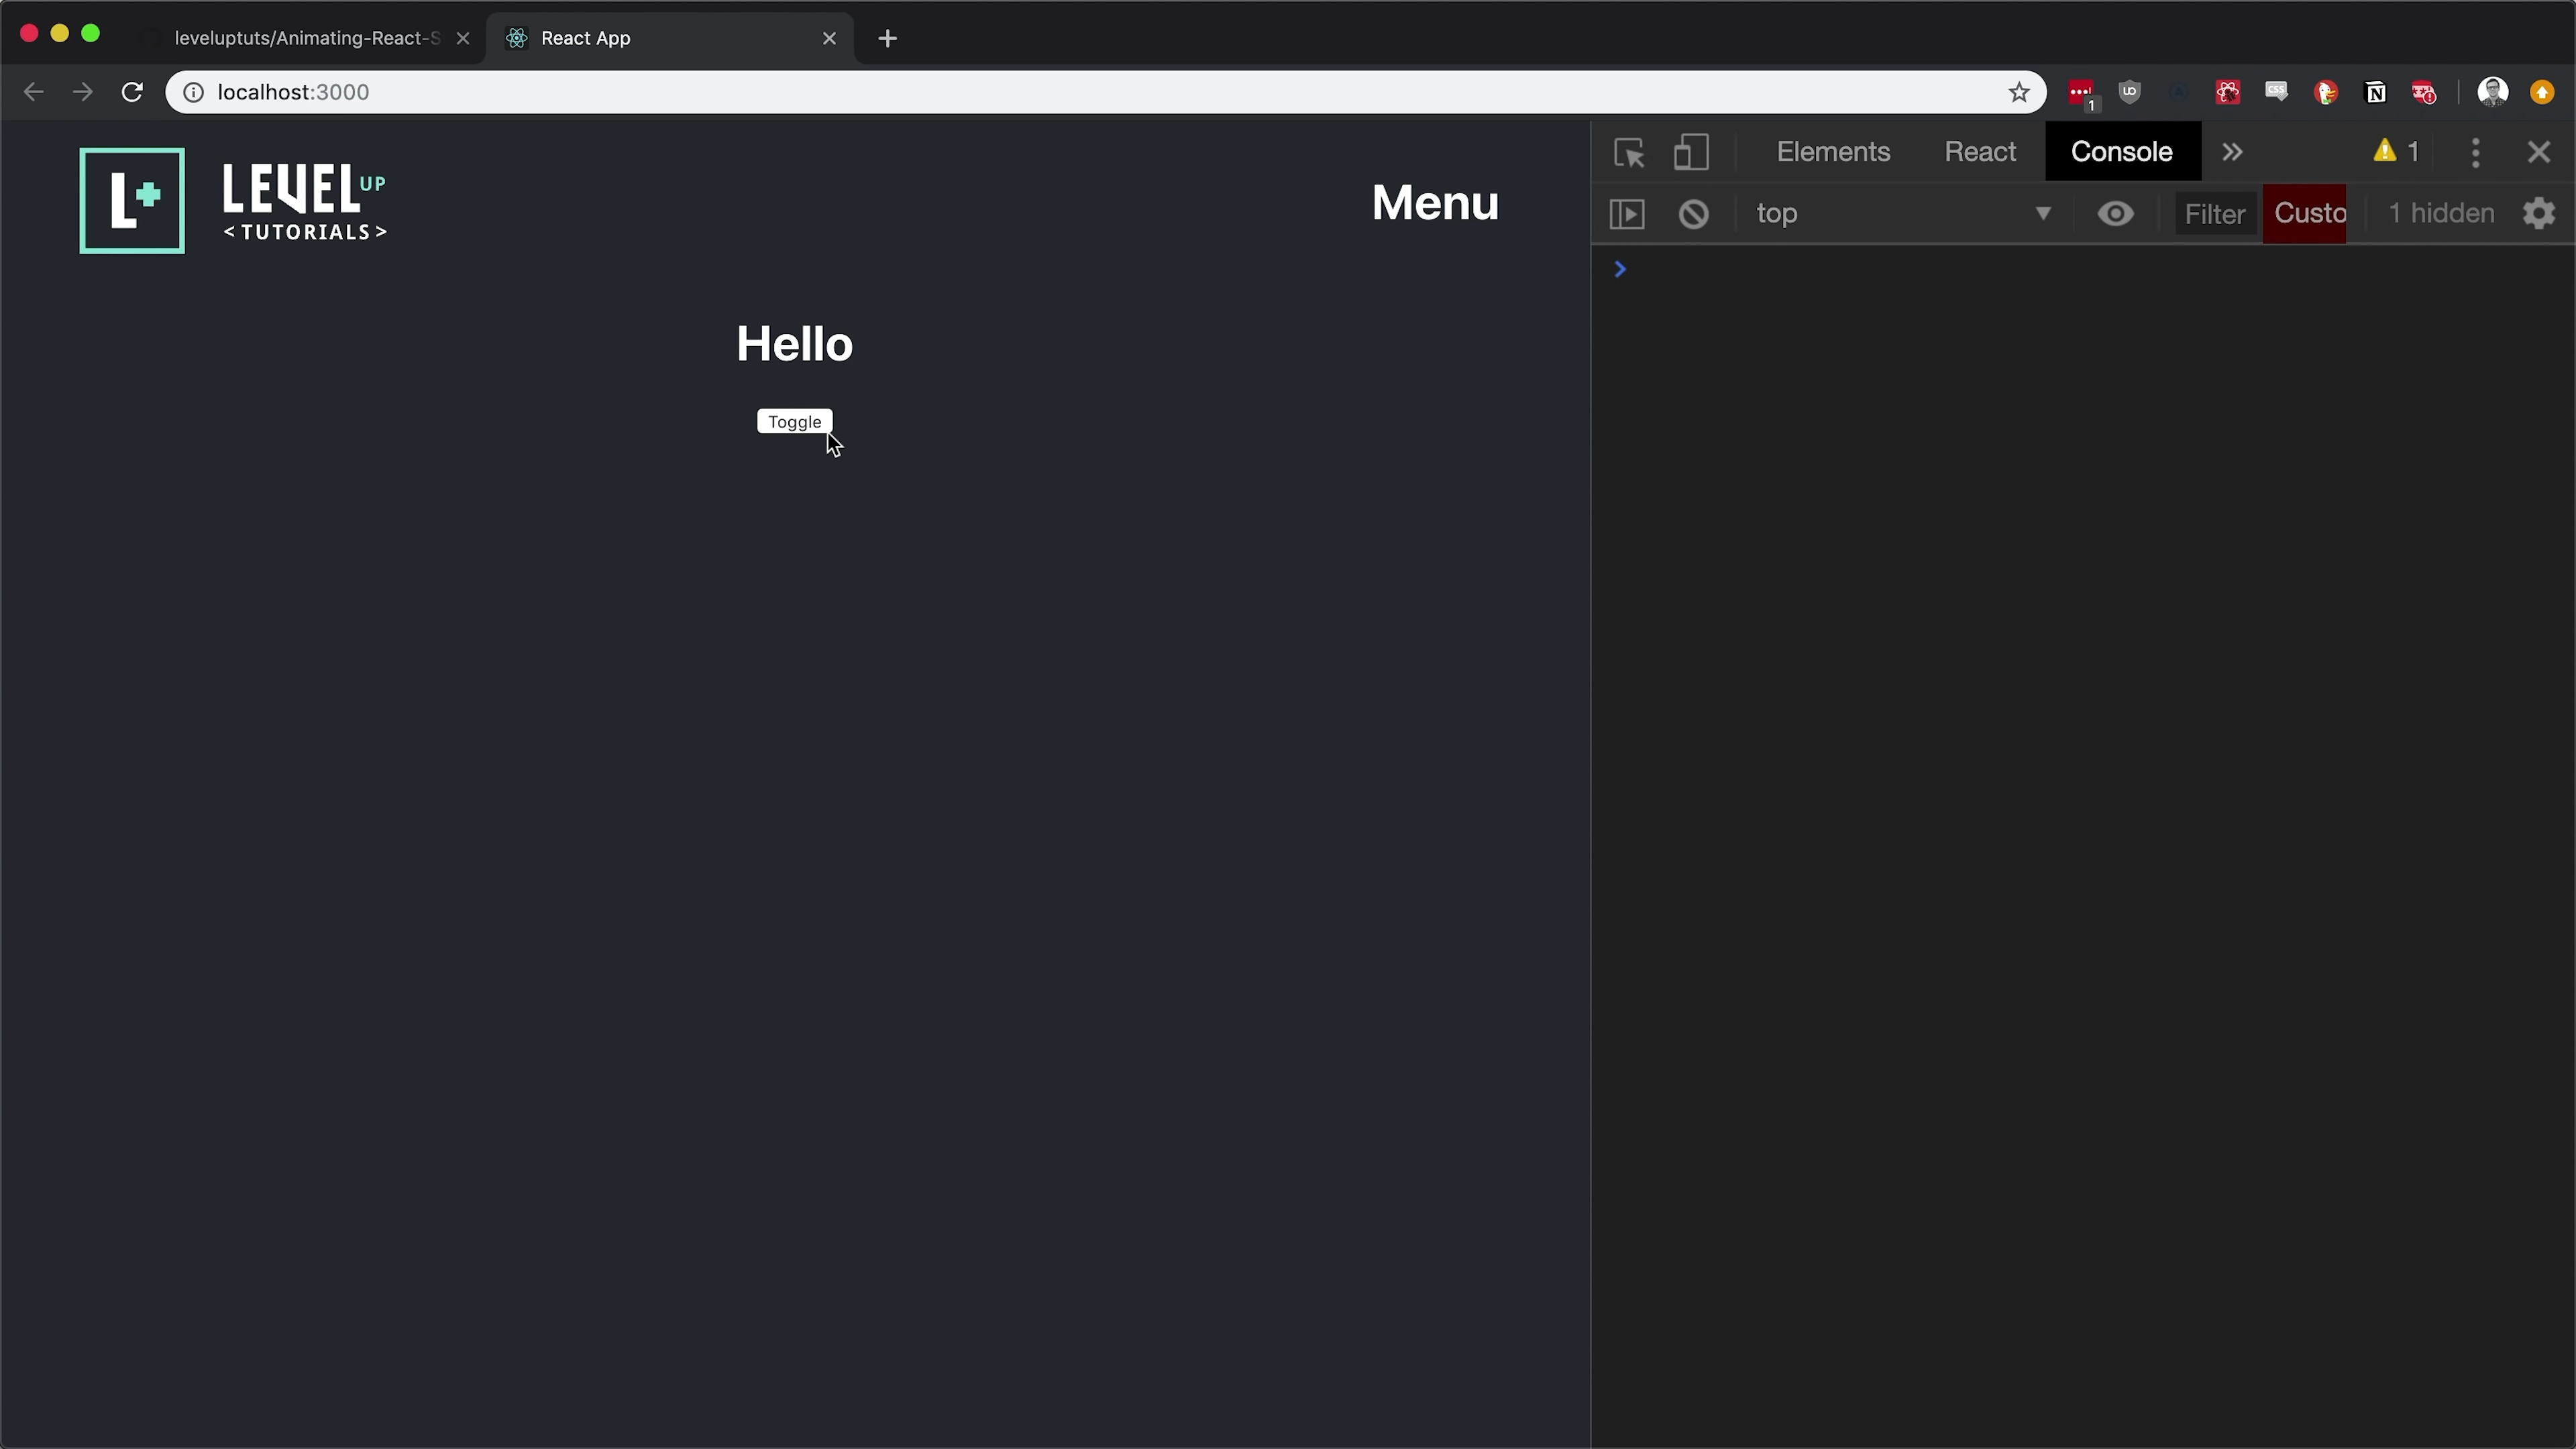 leveluptuts/Animating-React-S
React App
localhost:3000
1
L
LEVEL UP
<TUTORIALS>
Menu
Hello
Toggle
Elements
React
Console
1
top
Filter
Custo
1 hidden